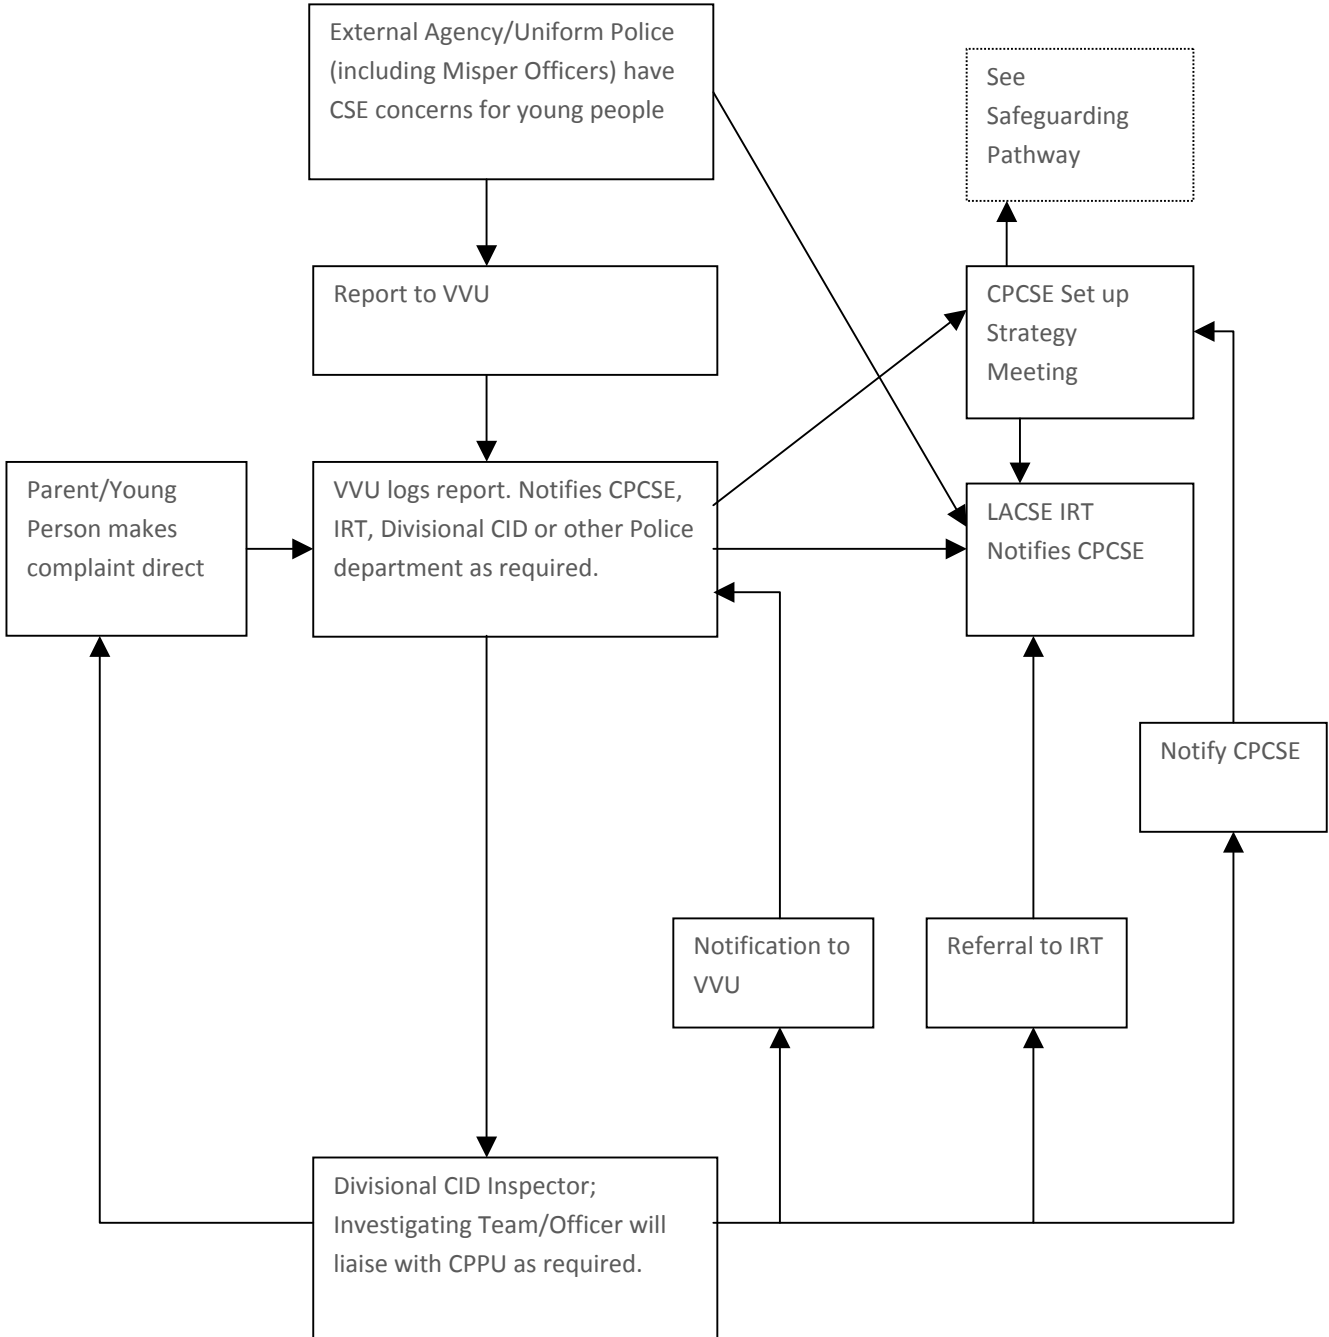 External Agency/Uniform Police
(including Misper Officers) have
CSE concerns for young people
See
Safeguarding
Pathway
Report to VVU
CPCSE Set up
Strategy
Meeting
Parent/Young
Person makes
complaint direct
VVU logs report. Notifies CPCSE,
IRT, Divisional CID or other Police
department as required.
LACSE IRT
Notifies CPCSE
Notify CPCSE
Notification to
VVU
Referral to IRT
Divisional CID Inspector;
Investigating Team/Officer will
liaise with CPPU as required.